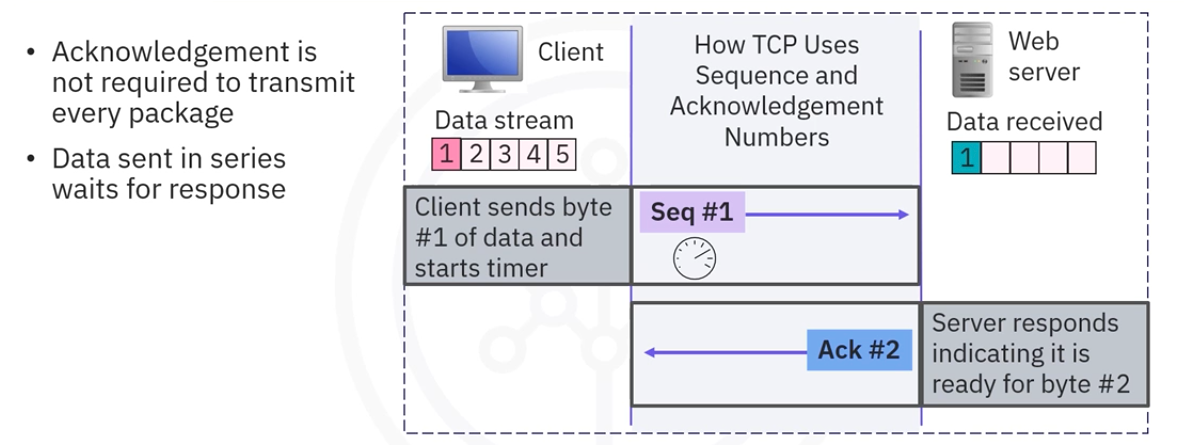 • Acknowledgement is
not required to transmit
every package
• Data sent in series
waits for response
Client
How TCP Uses
Sequence and
Acknowledgement
Numbers
Web
server
Data stream
1 2 3 4 5
Data received
1
Client sends byte
#1 of data and
starts timer
Seq #1
Ack #2
Server responds
indicating it is
ready for byte #2